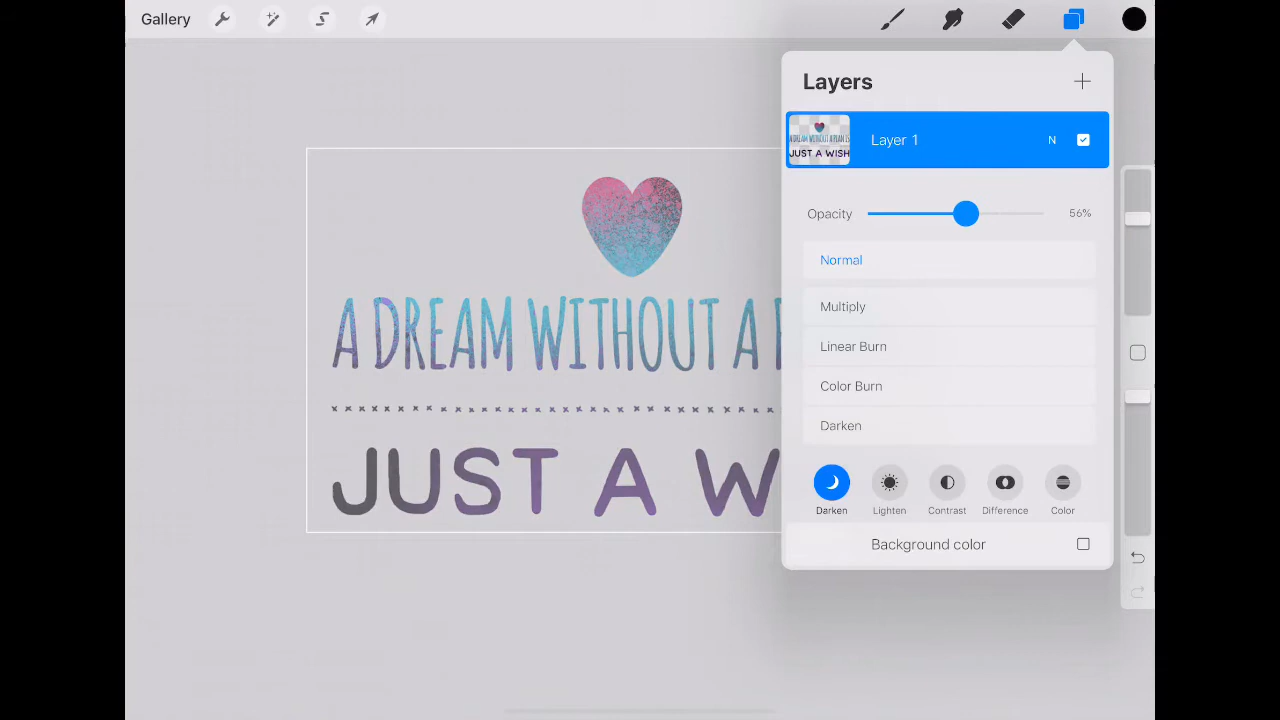 Gallery
Layers
Layer 1
N
Opacity
56%
Normal
Multiply
Linear Burn
Color Burn
Darken
Darken
Lighten
Contrast
Difference
Color
Background color
A DREAM WITHOUT A
JUST A W